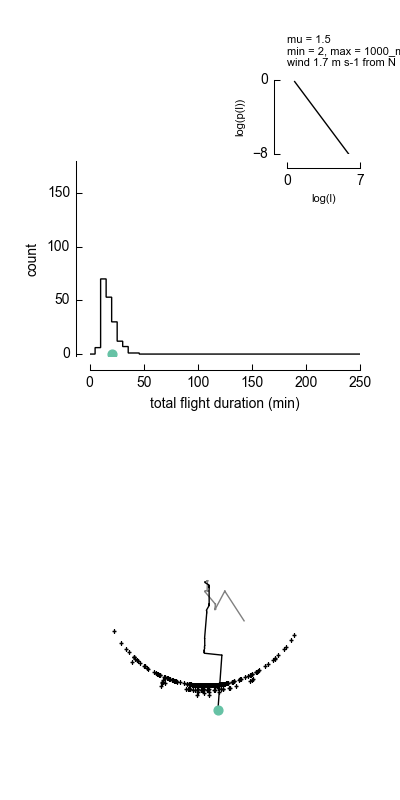 mu = 1.5
min = 2, max = 1000_m
wind 1.7 m s-1 from N
0
log(p(l))
−8
0
7
log(l)
150
100
count
50
0
0
50
100
150
200
250
total flight duration (min)